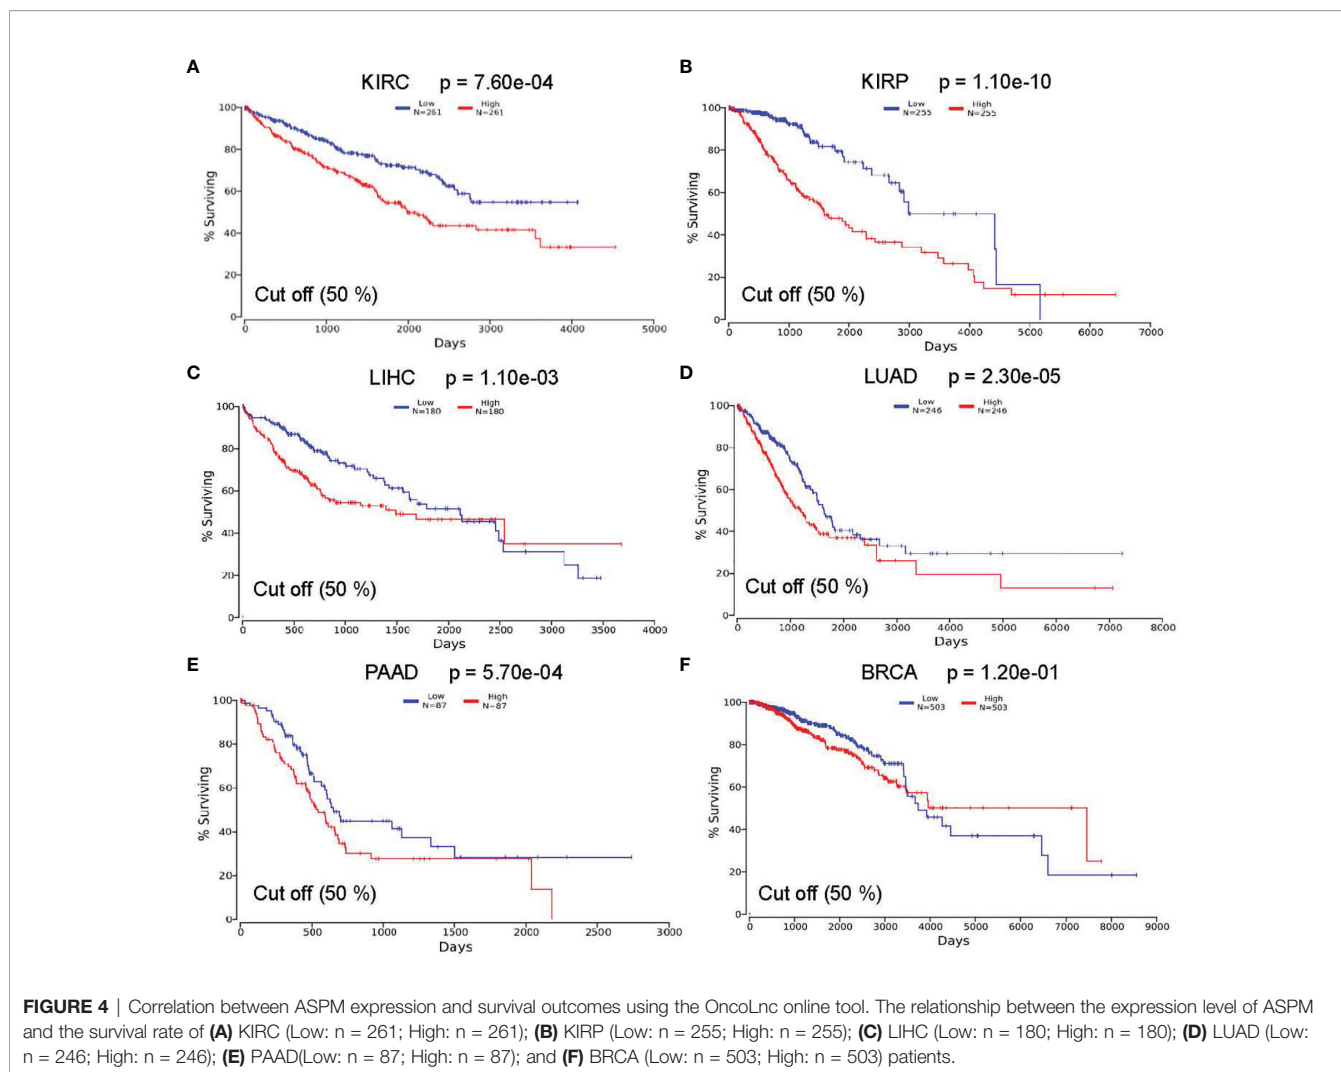 A
KIRC p = 7.60e-04
Low High
N=261 N=261
100
80
60
40
20
0
% Surviving
Cut off (50 %)
0 1000 2000 3000 4000 5000
Days
B
KIRP p = 1.10e-10
Low High
N=255 N=255
100
80
60
40
20
0
% Surviving
Cut off (50 %)
0 1000 2000 3000 4000 5000 6000 7000
Days
C
LIHC p = 1.10e-03
Low High
N=180 N=180
100
80
60
40
20
0
% Surviving
Cut off (50 %)
0 500 1000 1500 2000 2500 3000 3500 4000
Days
D
LUAD p = 2.30e-05
Low High
N=246 N=246
100
80
60
40
20
0
% Surviving
Cut off (50 %)
0 1000 2000 3000 4000 5000 6000 7000 8000
Days
E
PAAD p = 5.70e-04
Low High
N=87 N=87
100
80
60
40
20
0
% Surviving
Cut off (50 %)
0 500 1000 1500 2000 2500 3000
Days
F
BRCA p = 1.20e-01
Low High
N=503 N=503
100
80
60
40
20
0
% Surviving
Cut off (50 %)
0 1000 2000 3000 4000 5000 6000 7000 8000 9000
Days
FIGURE 4 | Correlation between ASPM expression and survival outcomes using the OncoLnc online tool. The relationship between the expression level of ASPM
and the survival rate of (A) KIRC (Low: n = 261; High: n = 261); (B) KIRP (Low: n = 255; High: n = 255); (C) LIHC (Low: n = 180; High: n = 180); (D) LUAD (Low:
n = 246; High: n = 246); (E) PAAD(Low: n = 87; High: n = 87); and (F) BRCA (Low: n = 503; High: n = 503) patients.